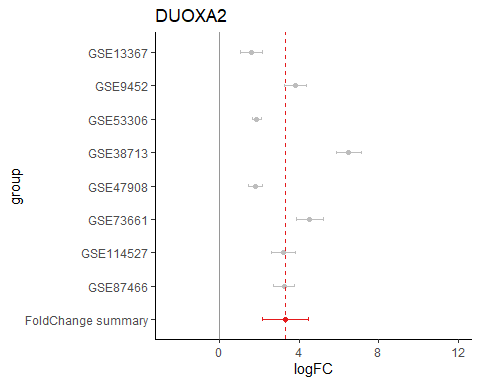 DUOXA2
GSE13367
GSE9452
GSE53306
GSE38713
GSE47908
GSE73661
GSE114527
GSE87466
FoldChange summary
group
0 4 8 12
logFC